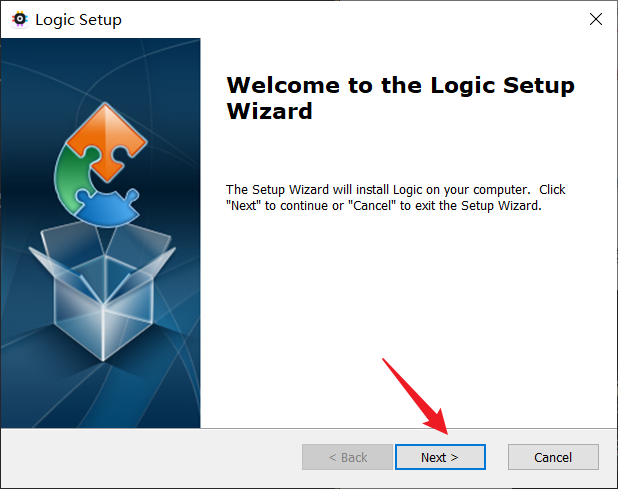 Logic Setup
Welcome to the Logic Setup
Wizard
The Setup Wizard will install Logic on your computer.  Click
"Next" to continue or "Cancel" to exit the Setup Wizard.
< Back
Next >
Cancel